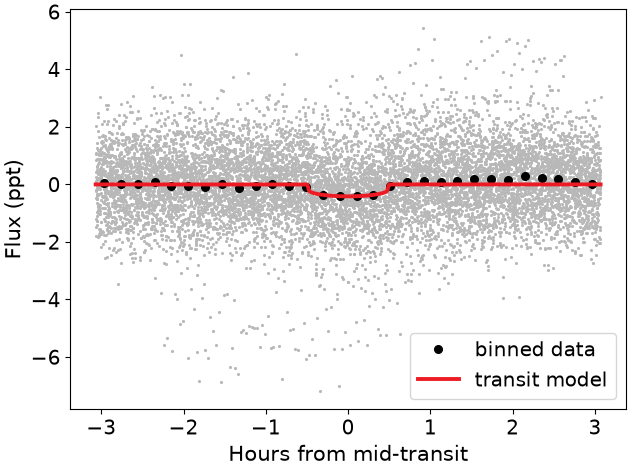 6
4
2
0
−2
−4
−6
Flux (ppt)
binned data
transit model
−3 −2 −1 0 1 2 3
Hours from mid-transit